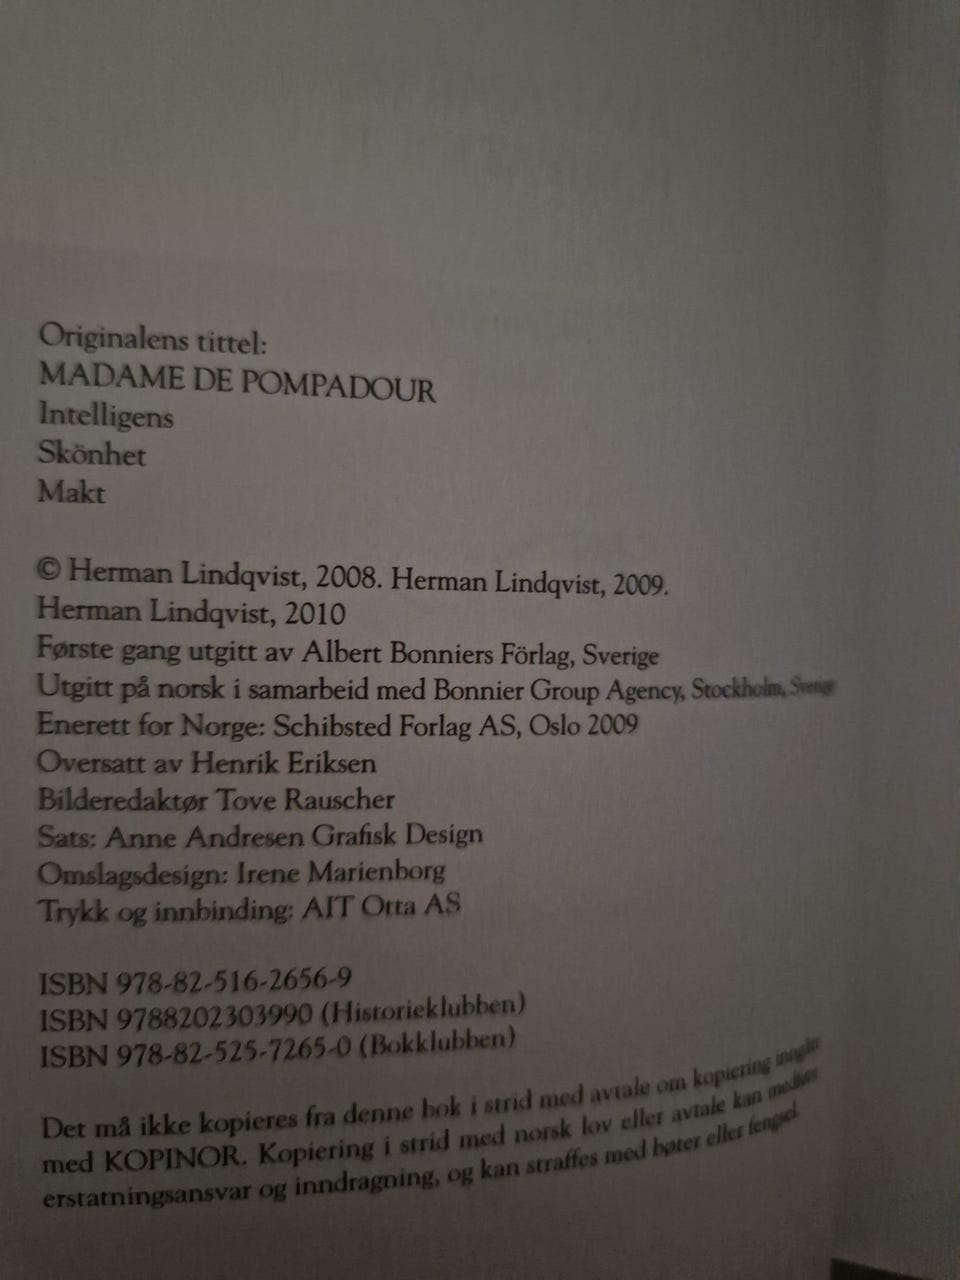 Originalens tittel:
MADAME DE POMPADOUR
Intelligens
Skönhet
Makt
© Herman Lindqvist, 2008. Herman Lindqvist, 2009.
Herman Lindqvist, 2010
Første gang utgitt av Albert Bonniers Förlag, Sverige
Utgitt på norsk i samarbeid med Bonnier Group Agency, Stockholm, Sverige
Enerett for Norge: Schibsted Forlag AS, Oslo 2009
Oversatt av Henrik Eriksen
Bilderedaktør Tove Rauscher
Sats: Anne Andresen Grafisk Design
Omslagsdesign: Irene Marienborg
Trykk og innbinding: AIT Otta AS
ISBN 978-82-516-2656-9
ISBN 9788202303990 (Historieklubben)
ISBN 978-82-525-7265-0 (Bokklubben)
Det må ikke kopieres fra denne bok i strid med avtale om kopiering inngått
med KOPINOR. Kopiering i strid med norsk lov eller avtale kan medføre
erstatningsansvar og inndragning, og kan straffes med bøter eller fengsel.